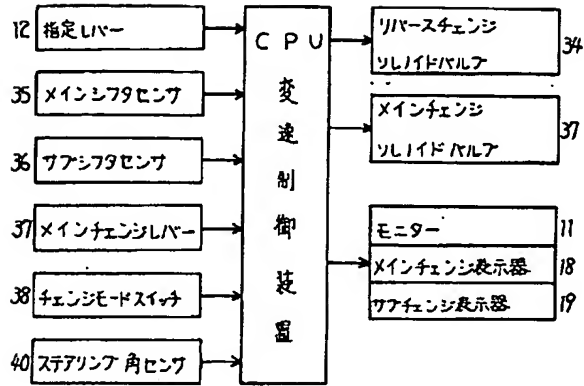 12 指定レバー
35 メインシフタセンサ
36 サブシフタセンサ
37 メインチェンジレバー
38 チェンジモードスイッチ
40 ステアリング角センサ
CPU
変速制御装置
リバースチェンジ
ソレノイドバルブ
34
メインチェンジ
ソレノイドバルブ
37
モニター 11
メインチェンジ表示器 18
サブチェンジ表示器 19